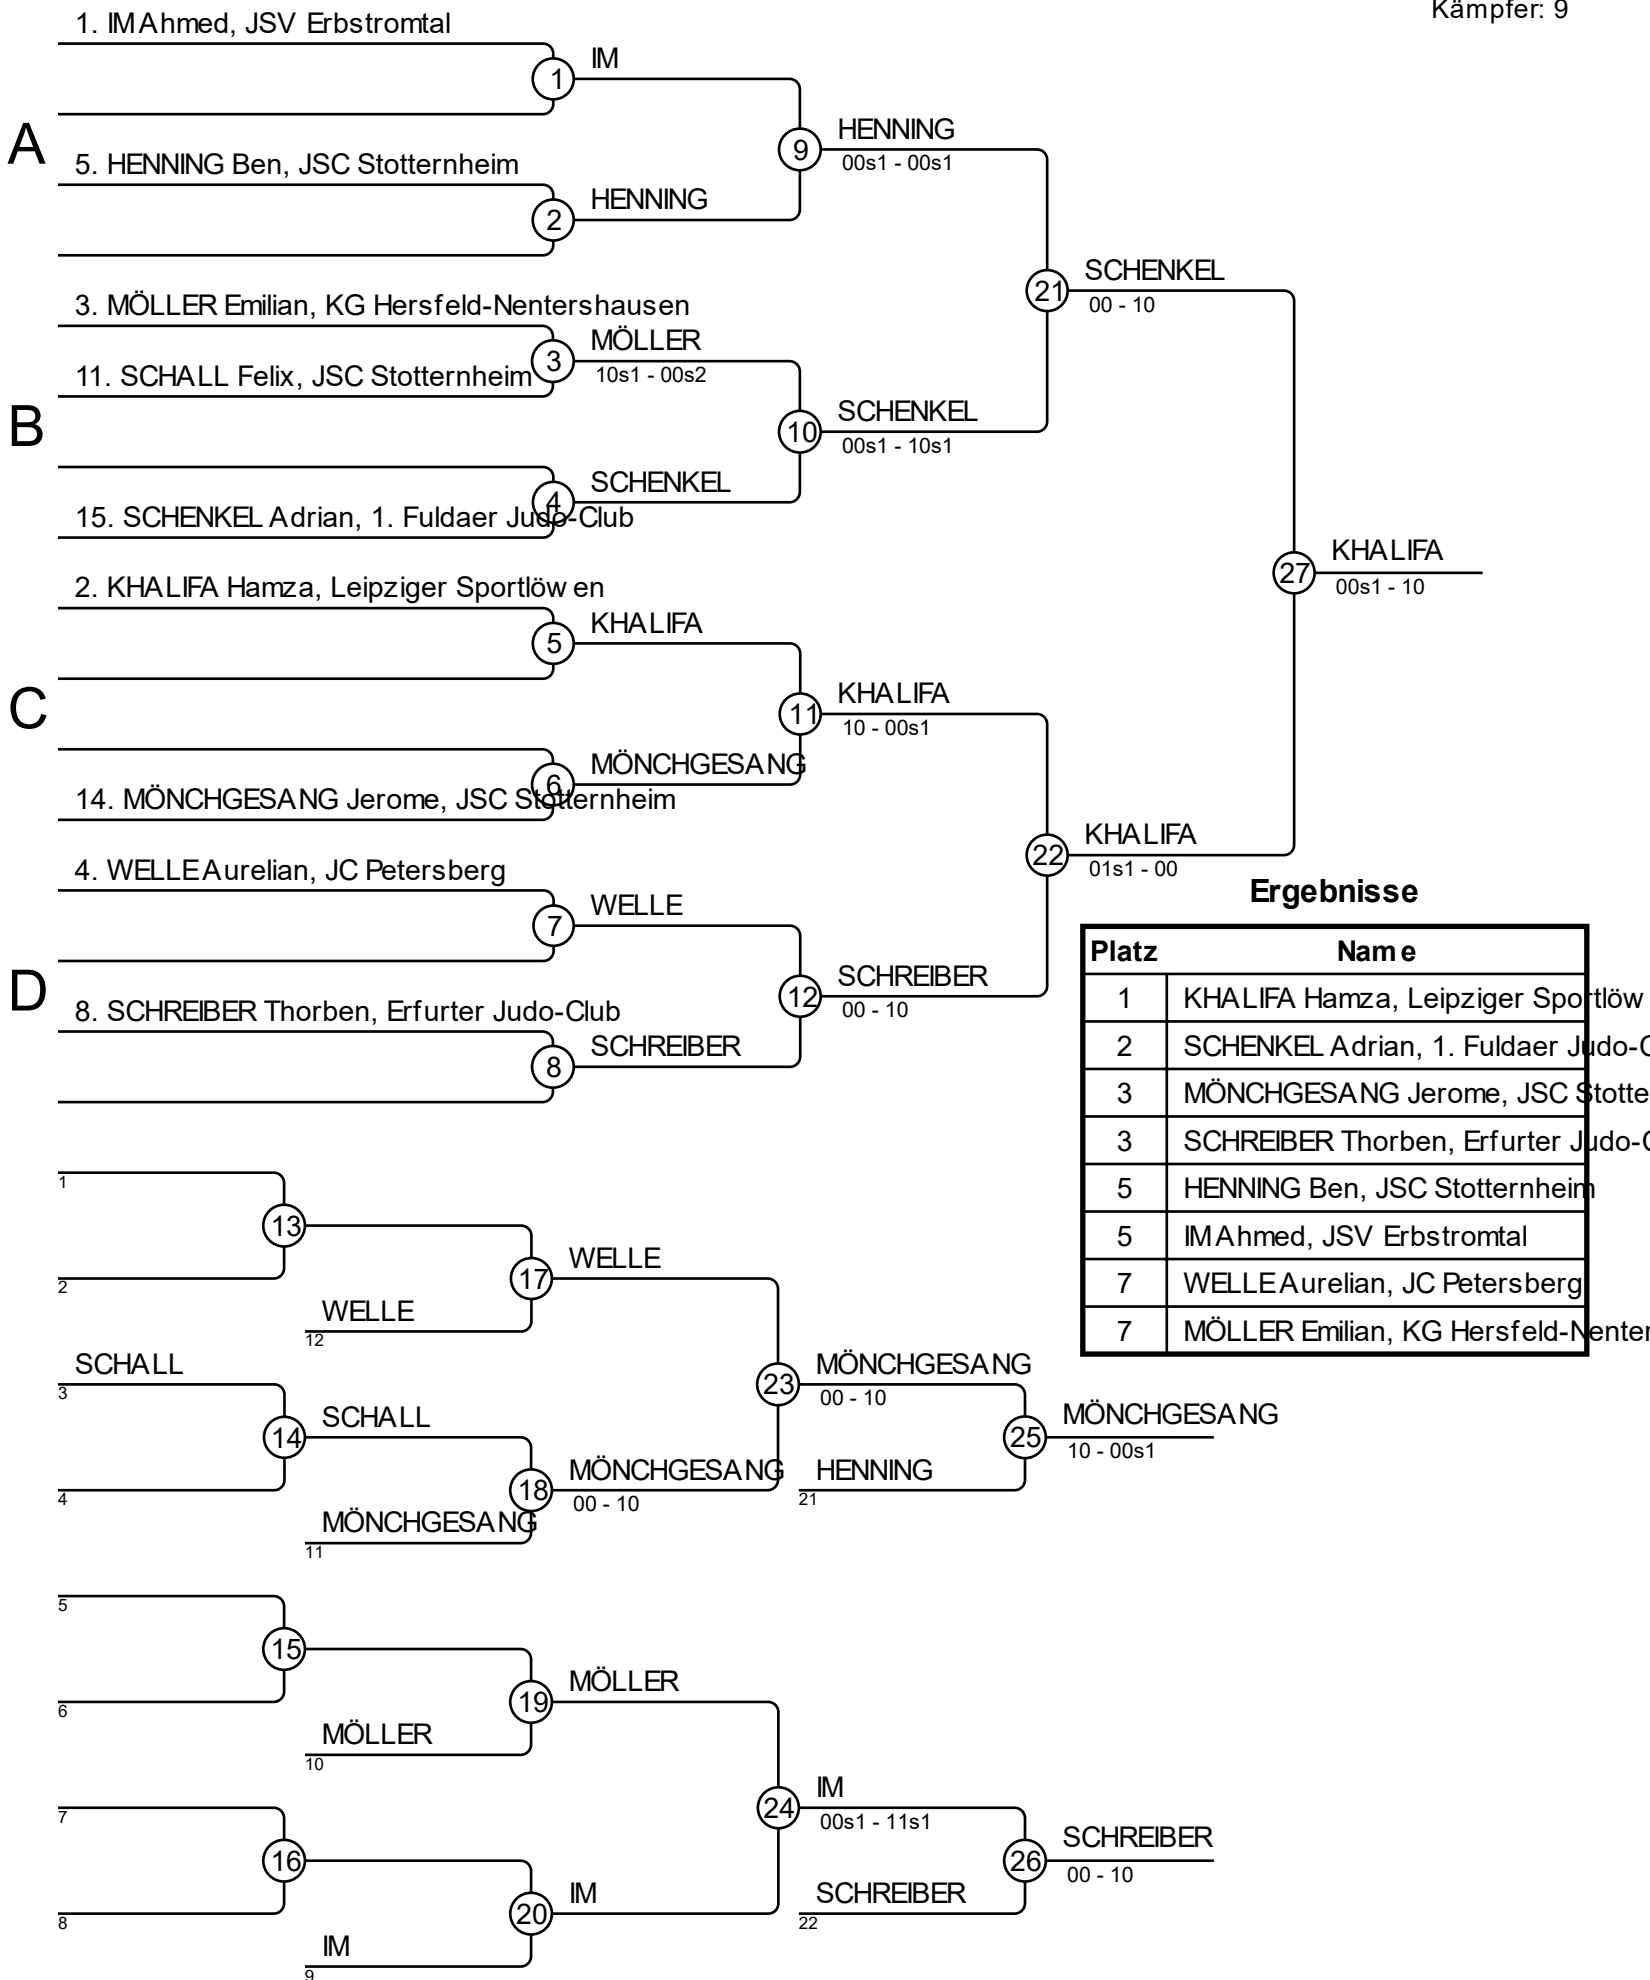 Kämpfer: 9
1. IM Ahmed, JSV Erbstromtal
IM
1
A
HENNING
9
00s1 - 00s1
5. HENNING Ben, JSC Stotternheim
HENNING
2
SCHENKEL
21
00 - 10
3. MÖLLER Emilian, KG Hersfeld-Nentershausen
MÖLLER
3
10s1 - 00s2
11. SCHALL Felix, JSC Stotternheim
B
SCHENKEL
10
00s1 - 10s1
SCHENKEL
4
15. SCHENKEL Adrian, 1. Fuldaer Judo-Club
KHALIFA
27
00s1 - 10
2. KHALIFA Hamza, Leipziger Sportlöwen
KHALIFA
5
C
KHALIFA
11
10 - 00s1
MÖNCHGESANG
6
14. MÖNCHGESANG Jerome, JSC Stotternheim
KHALIFA
22
01s1 - 00
4. WELLE Aurelian, JC Petersberg
WELLE
7
D
SCHREIBER
12
00 - 10
8. SCHREIBER Thorben, Erfurter Judo-Club
SCHREIBER
8
Ergebnisse
Platz Name
1 KHALIFA Hamza, Leipziger Sportlöw
2 SCHENKEL Adrian, 1. Fuldaer Judo-C
3 MÖNCHGESANG Jerome, JSC Stotte
3 SCHREIBER Thorben, Erfurter Judo-C
5 HENNING Ben, JSC Stotternheim
5 IM Ahmed, JSV Erbstromtal
7 WELLE Aurelian, JC Petersberg
7 MÖLLER Emilian, KG Hersfeld-Nenter
1
13
2
WELLE
17
WELLE
12
SCHALL
3
MÖNCHGESANG
23
00 - 10
SCHALL
14
MÖNCHGESANG
25
10 - 00s1
4
MÖNCHGESANG
18
00 - 10
HENNING
21
MÖNCHGESANG
11
5
15
6
MÖLLER
19
MÖLLER
10
7
IM
24
00s1 - 11s1
16
SCHREIBER
26
00 - 10
8
IM
20
SCHREIBER
22
IM
9